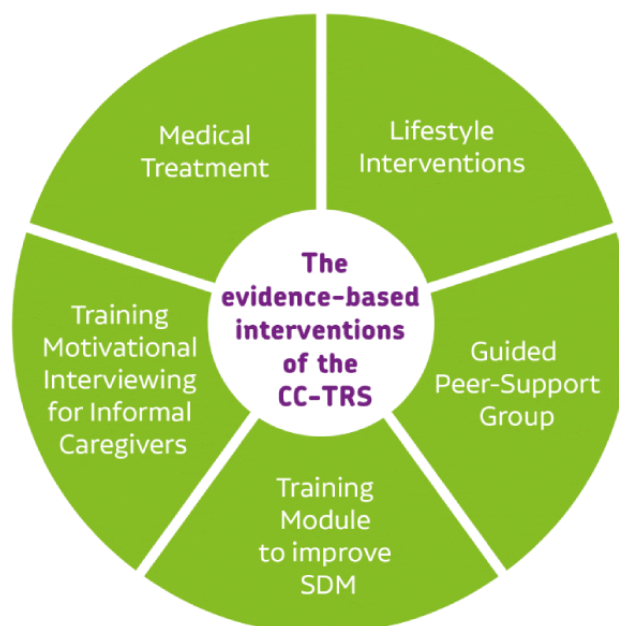 Medical
Treatment
Lifestyle
Interventions
The
evidence-based
interventions
of the
CC-TRS
Training
Motivational
Interviewing
for Informal
Caregivers
Guided
Peer-Support
Group
Training
Module
to improve
SDM